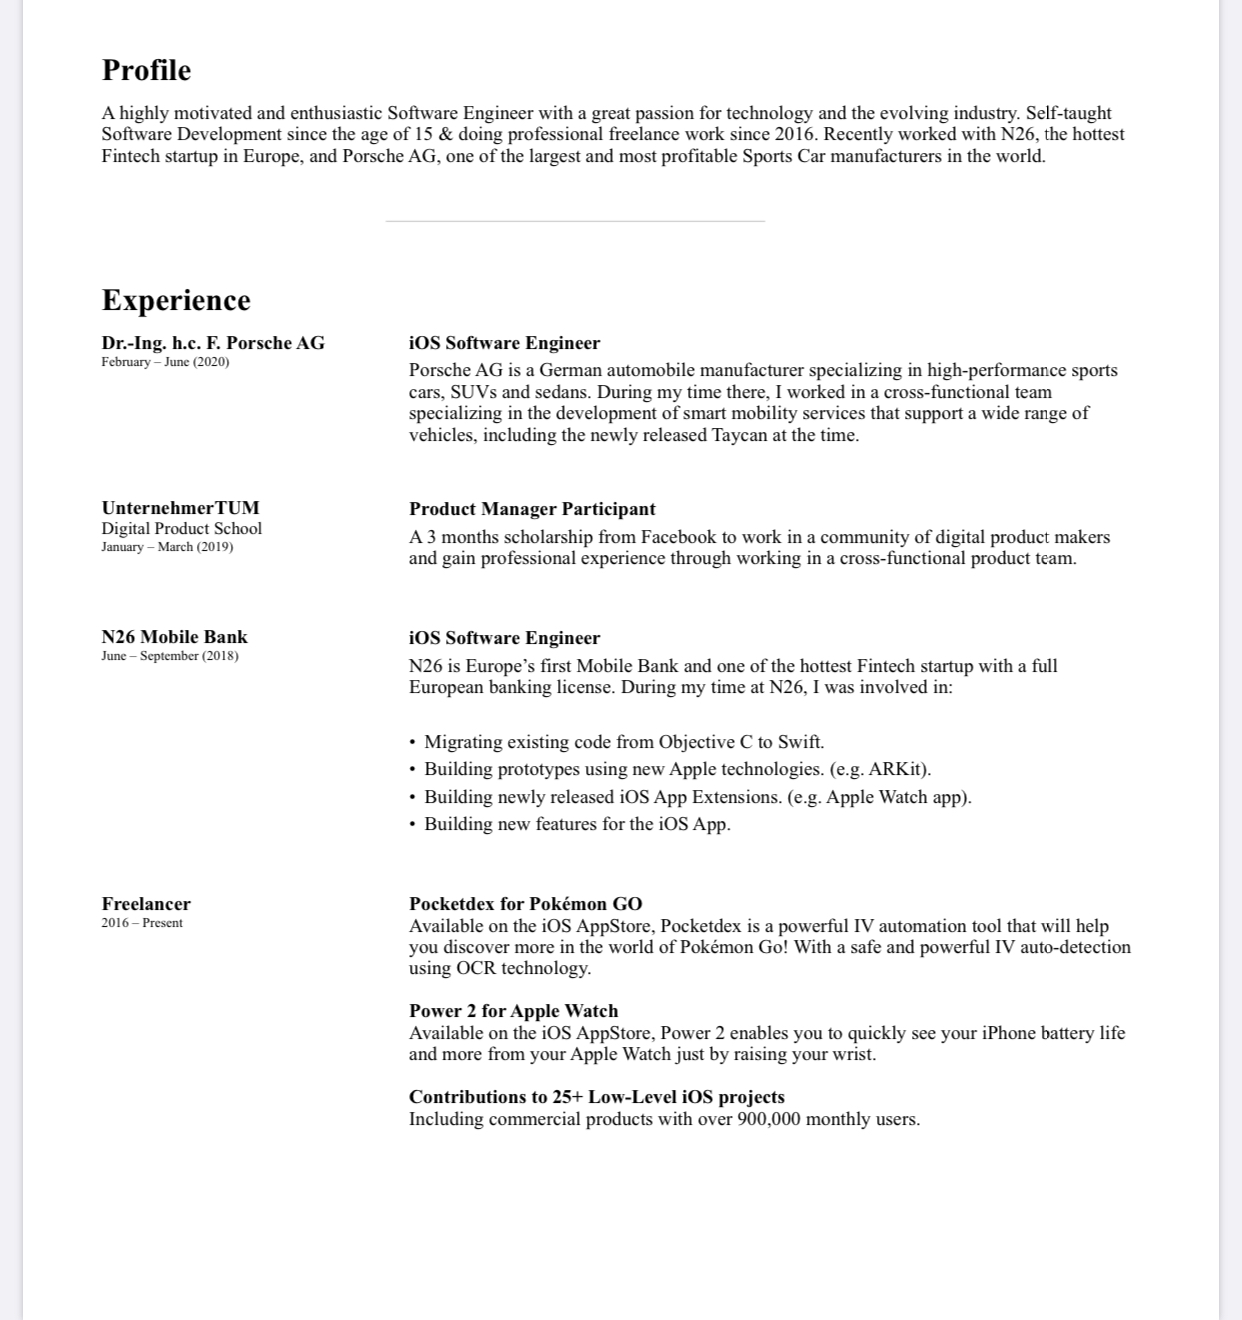 Profile
A highly motivated and enthusiastic Software Engineer with a great passion for technology and the evolving industry. Self-taught
Software Development since the age of 15 & doing professional freelance work since 2016. Recently worked with N26, the hottest
Fintech startup in Europe, and Porsche AG, one of the largest and most profitable Sports Car manufacturers in the world.
Experience
Dr.-Ing. h.c. F. Porsche AG
February – June (2020)
iOS Software Engineer
Porsche AG is a German automobile manufacturer specializing in high-performance sports
cars, SUVs and sedans. During my time there, I worked in a cross-functional team
specializing in the development of smart mobility services that support a wide range of
vehicles, including the newly released Taycan at the time.
UnternehmerTUM
Digital Product School
January – March (2019)
Product Manager Participant
A 3 months scholarship from Facebook to work in a community of digital product makers
and gain professional experience through working in a cross-functional product team.
N26 Mobile Bank
June – September (2018)
iOS Software Engineer
N26 is Europe’s first Mobile Bank and one of the hottest Fintech startup with a full
European banking license. During my time at N26, I was involved in:
• Migrating existing code from Objective C to Swift.
• Building prototypes using new Apple technologies. (e.g. ARKit).
• Building newly released iOS App Extensions. (e.g. Apple Watch app).
• Building new features for the iOS App.
Freelancer
2016 – Present
Pocketdex for Pokémon GO
Available on the iOS AppStore, Pocketdex is a powerful IV automation tool that will help
you discover more in the world of Pokémon Go! With a safe and powerful IV auto-detection
using OCR technology.
Power 2 for Apple Watch
Available on the iOS AppStore, Power 2 enables you to quickly see your iPhone battery life
and more from your Apple Watch just by raising your wrist.
Contributions to 25+ Low-Level iOS projects
Including commercial products with over 900,000 monthly users.